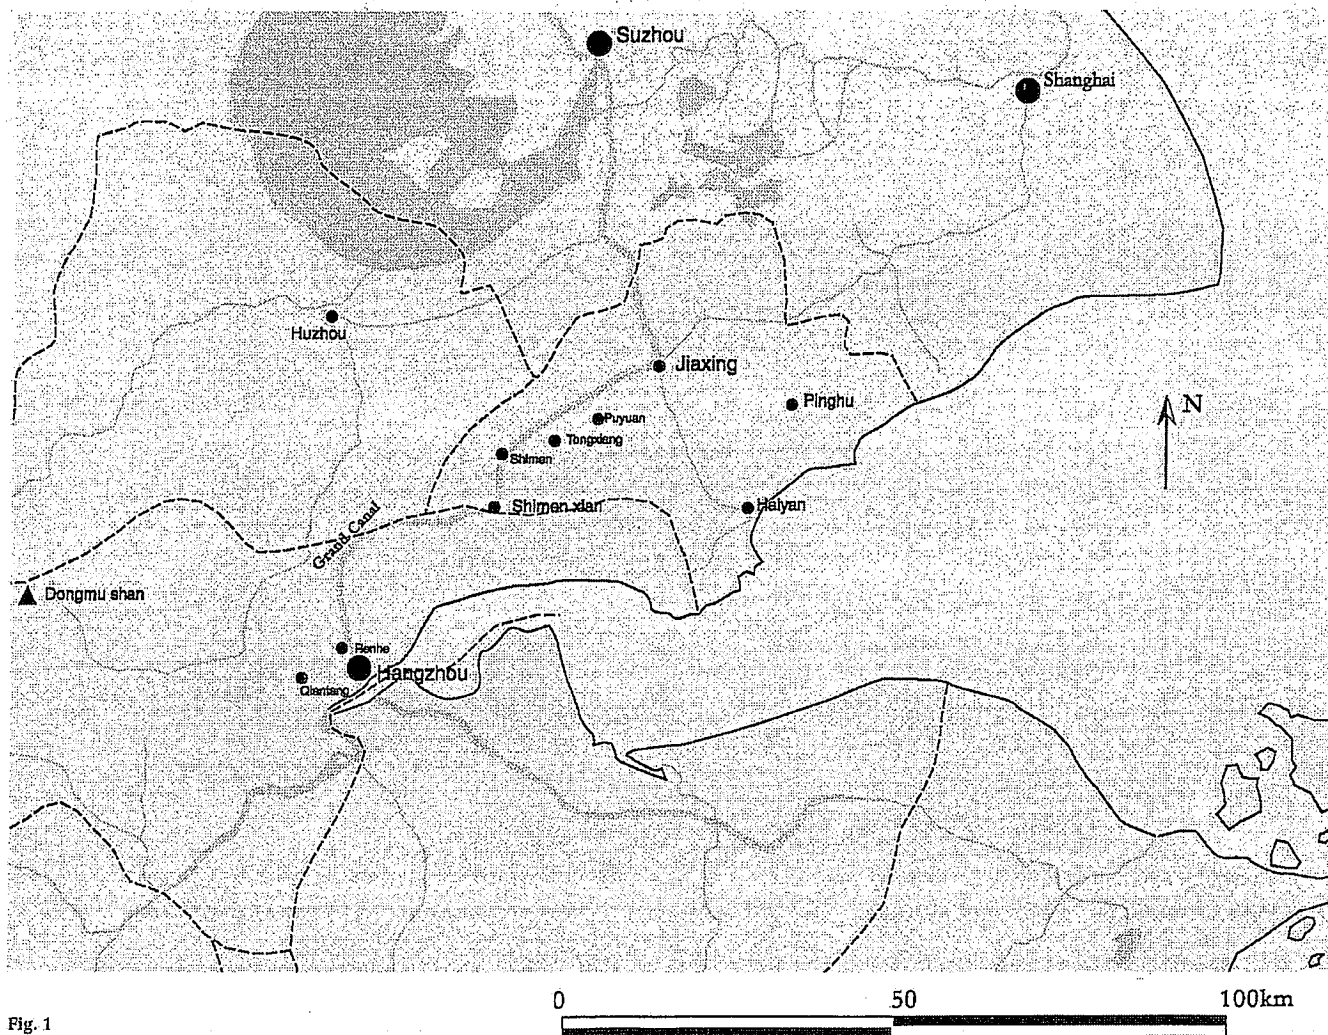 Suzhou
Shanghai
Huzhou
Jiaxing
Pinghu
Puyuan
Tongxiang
Shimen
Shimen xian
Haiyan
Grand Canal
Dongmu shan
Renhe
Hangzhou
Qiantang
N
0 50 100km
Fig. 1